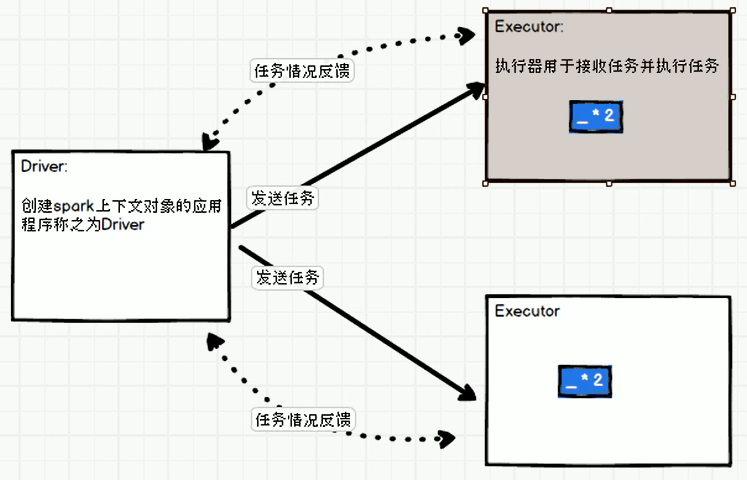 Executor:
执行器用于接收任务并执行任务
_ * 2
任务情况反馈
Driver:
创建spark上下文对象的应用
程序称之为Driver
发送任务
发送任务
Executor
_ * 2
任务情况反馈